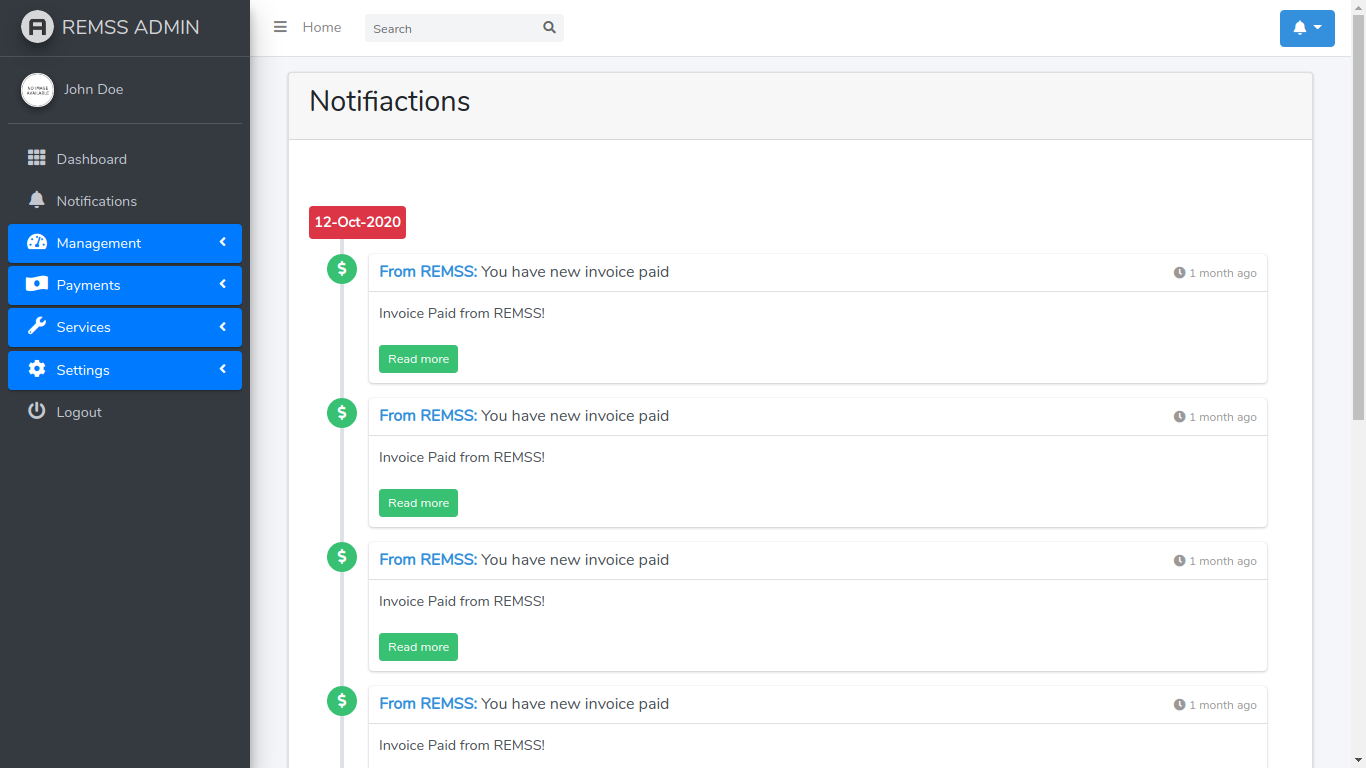 REMSS ADMIN
Home
Search
NO IMAGE
AVAILABLE
John Doe
Dashboard
Notifications
Management
Payments
Services
Settings
Logout
Notifiactions
12-Oct-2020
From REMSS: You have new invoice paid
1 month ago
Invoice Paid from REMSS!
Read more
From REMSS: You have new invoice paid
1 month ago
Invoice Paid from REMSS!
Read more
From REMSS: You have new invoice paid
1 month ago
Invoice Paid from REMSS!
Read more
From REMSS: You have new invoice paid
1 month ago
Invoice Paid from REMSS!